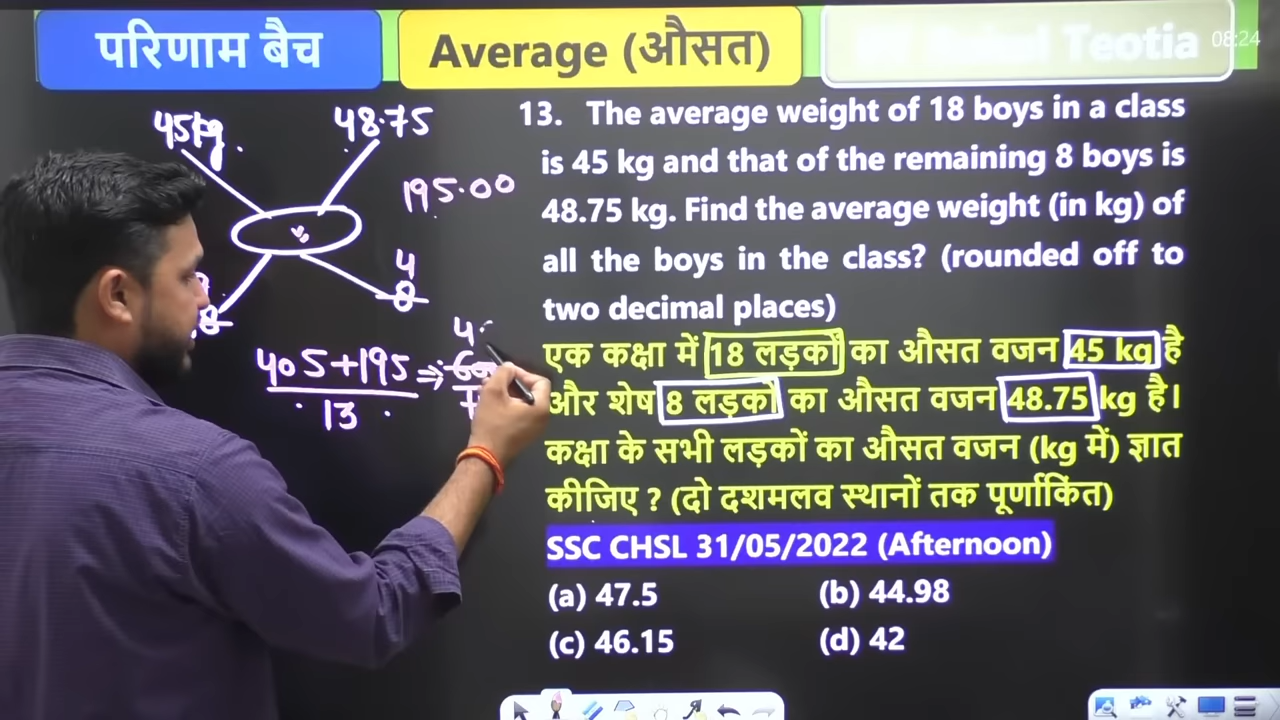 परिणाम बैच
Average (औसत)
Teotia
08:24
45kg.
48.75
195.00
4
8
405+195
13
13. The average weight of 18 boys in a class
is 45 kg and that of the remaining 8 boys is
48.75 kg. Find the average weight (in kg) of
all the boys in the class? (rounded off to
two decimal places)
एक कक्षा में 18 लड़कों का औसत वजन 45 kg है
और शेष 8 लड़कों का औसत वजन 48.75 kg है।
कक्षा के सभी लड़कों का औसत वजन (kg में) ज्ञात
कीजिए ? (दो दशमलव स्थानों तक पूर्णांकित)
SSC CHSL 31/05/2022 (Afternoon)
(a) 47.5
(b) 44.98
(c) 46.15
(d) 42